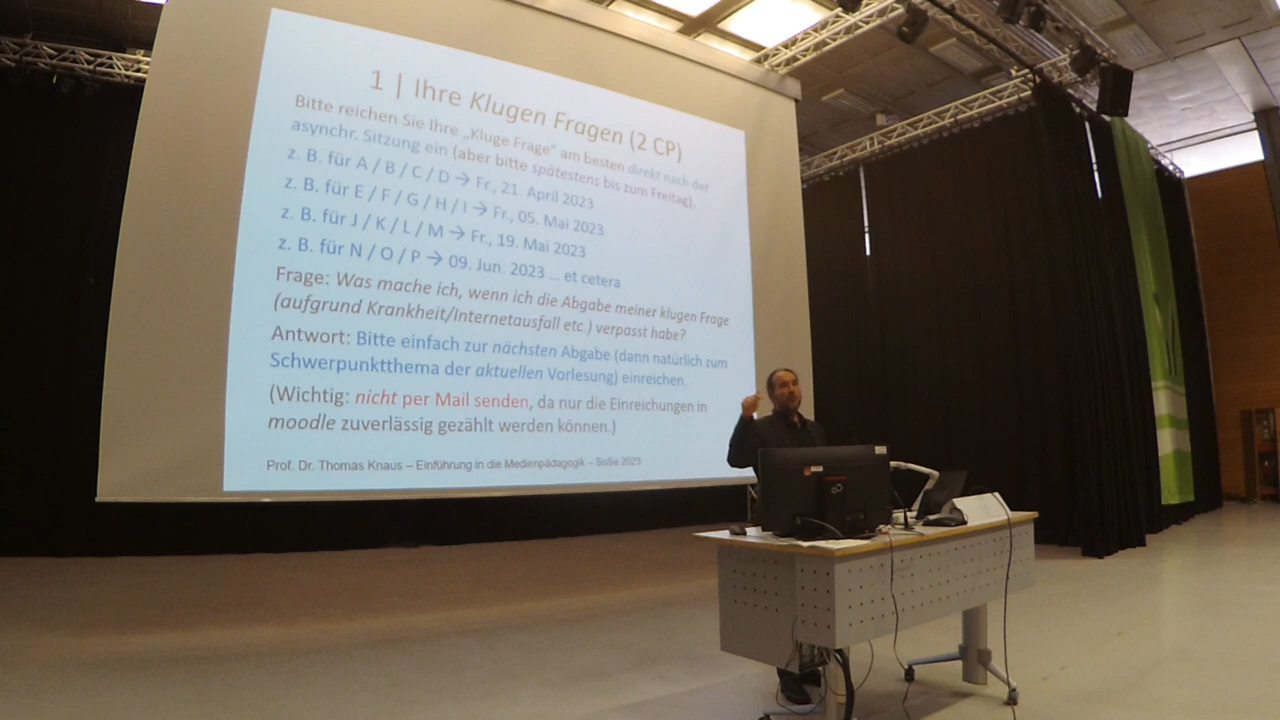 1 | Ihre Klugen Fragen (2 CP)
Bitte reichen Sie Ihre „Kluge Frage“ am besten direkt nach der
asynchr. Sitzung ein (aber bitte spätestens bis zum Freitag).
z. B. für A / B / C / D → Fr., 21. April 2023
z. B. für E / F / G / H / I → Fr., 05. Mai 2023
z. B. für J / K / L / M → Fr., 19. Mai 2023
z. B. für N / O / P → 09. Jun. 2023 ... et cetera
Frage: Was mache ich, wenn ich die Abgabe meiner klugen Frage
(aufgrund Krankheit/Internetausfall etc.) verpasst habe?
Antwort: Bitte einfach zur nächsten Abgabe (dann natürlich zum
Schwerpunktthema der aktuellen Vorlesung) einreichen.
(Wichtig: nicht per Mail senden, da nur die Einreichungen in
moodle zuverlässig gezählt werden können.)
Prof. Dr. Thomas Knaus – Einführung in die Medienpädagogik – SoSe 2023